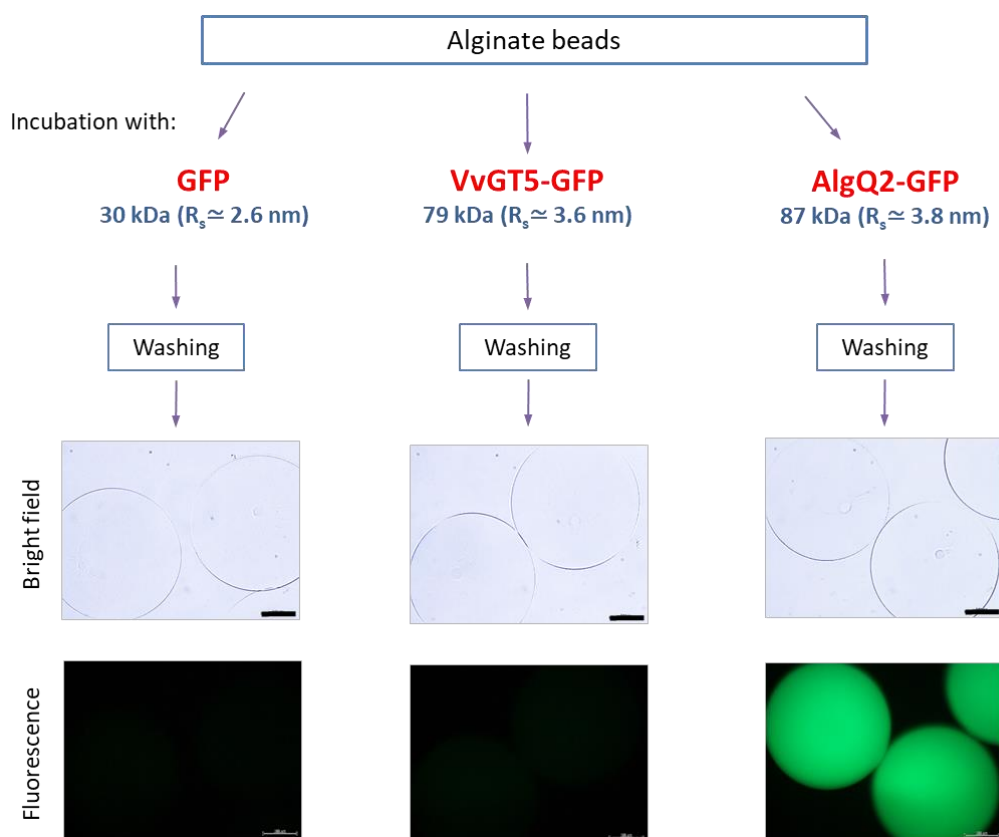 Alginate beads
Incubation with:
GFP
30 kDa (Rs≃ 2.6 nm)
VvGT5-GFP
79 kDa (Rs≃ 3.6 nm)
AlgQ2-GFP
87 kDa (Rs≃ 3.8 nm)
Washing
Washing
Washing
Bright field
Fluorescence